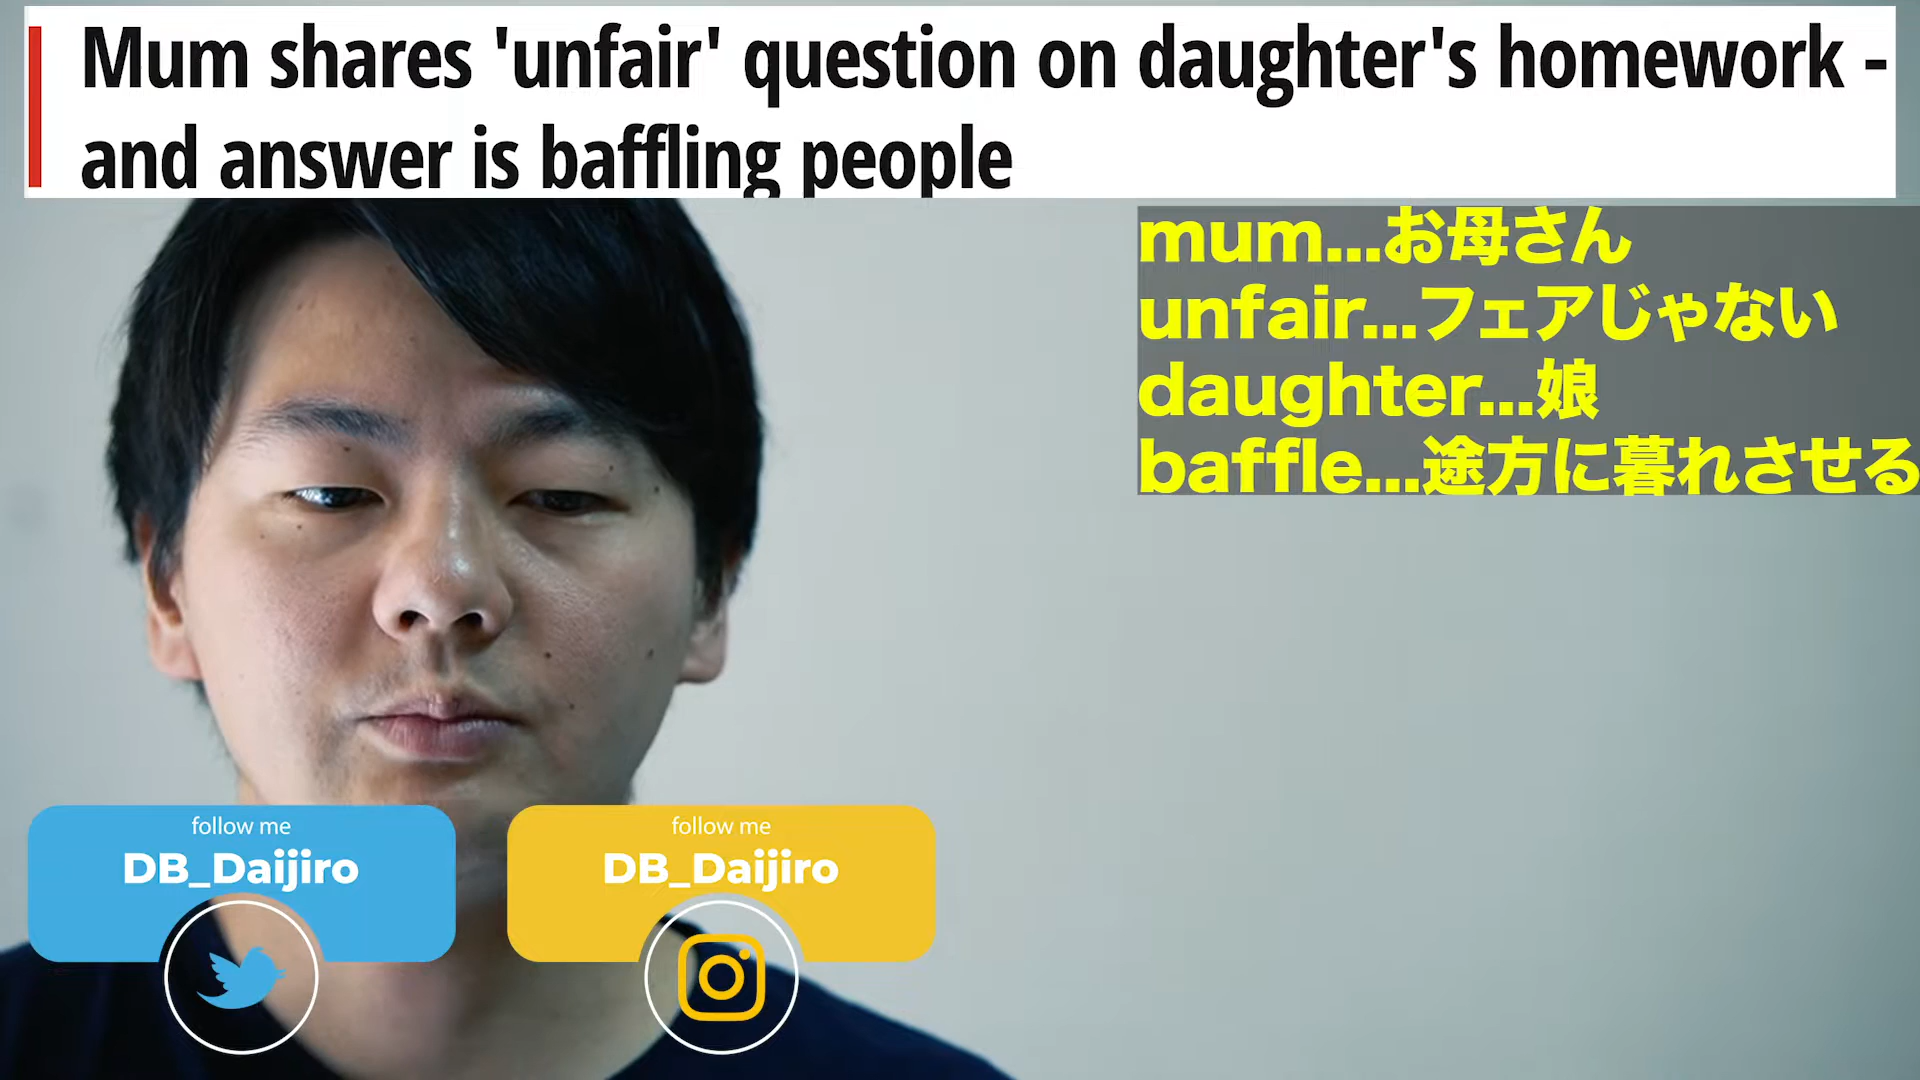 Mum shares 'unfair' question on daughter's homework -
and answer is baffling people
mum...お母さん
unfair...フェアじゃない
daughter...娘
baffle...途方に暮れさせる
follow me
DB_Daijiro
follow me
DB_Daijiro